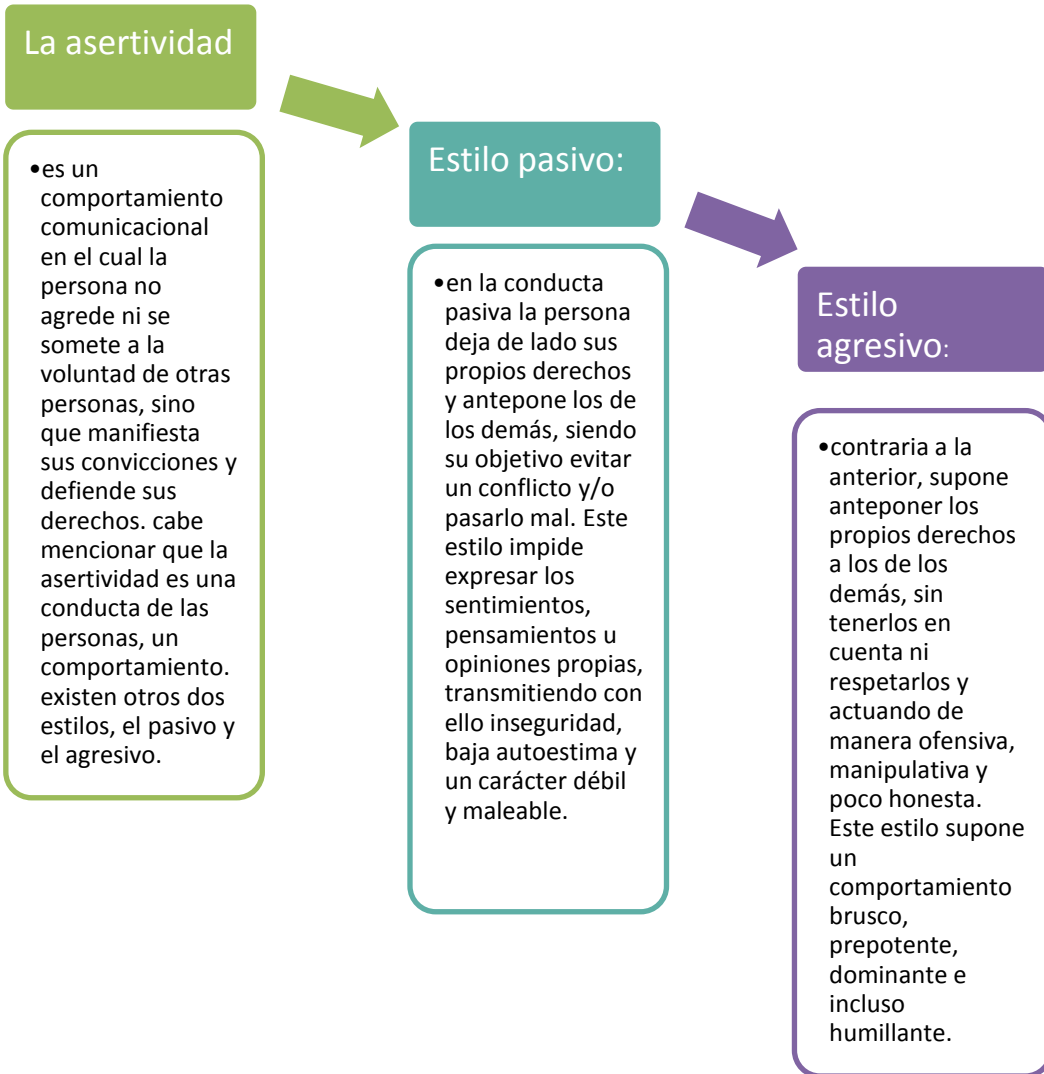 La asertividad
•es un
comportamiento
comunicacional
en el cual la
persona no
agrede ni se
somete a la
voluntad de otras
personas, sino
que manifiesta
sus convicciones y
defiende sus
derechos. cabe
mencionar que la
asertividad es una
conducta de las
personas, un
comportamiento.
existen otros dos
estilos, el pasivo y
el agresivo.
Estilo pasivo:
•en la conducta
pasiva la persona
deja de lado sus
propios derechos
y antepone los de
los demás, siendo
su objetivo evitar
un conflicto y/o
pasarlo mal. Este
estilo impide
expresar los
sentimientos,
pensamientos u
opiniones propias,
transmitiendo con
ello inseguridad,
baja autoestima y
un carácter débil
y maleable.
Estilo
agresivo:
•contraria a la
anterior, supone
anteponer los
propios derechos
a los de los
demás, sin
tenerlos en
cuenta ni
respetarlos y
actuando de
manera ofensiva,
manipulativa y
poco honesta.
Este estilo supone
un
comportamiento
brusco,
prepotente,
dominante e
incluso
humillante.